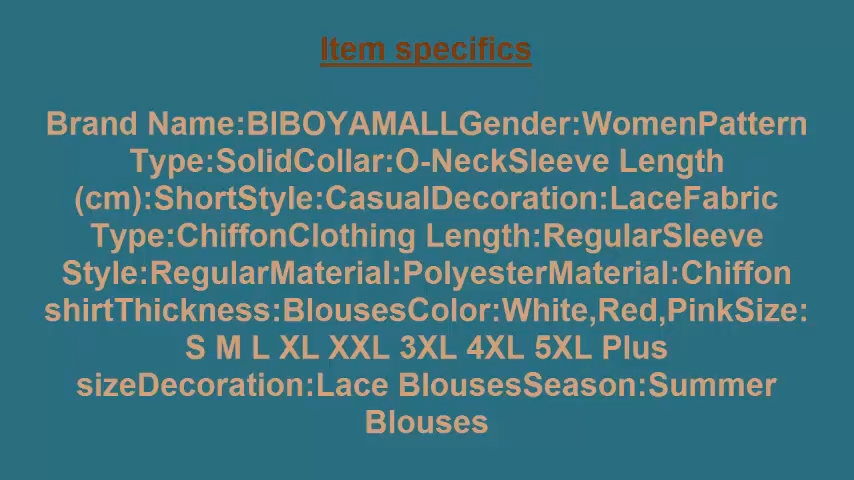 Item specifics
Brand Name:BIBOYAMALLGender:WomenPattern
Type:SolidCollar:O-NeckSleeve Length
(cm):ShortStyle:CasualDecoration:LaceFabric
Type:ChiffonClothing Length:RegularSleeve
Style:RegularMaterial:PolyesterMaterial:Chiffon
shirtThickness:BlousesColor:White,Red,PinkSize:
S M L XL XXL 3XL 4XL 5XL Plus
sizeDecoration:Lace BlousesSeason:Summer
Blouses